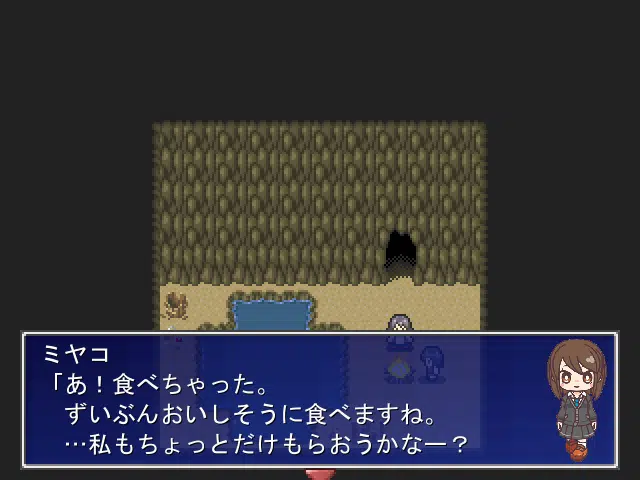 ミヤコ
「あ！食べちゃった。
ずいぶんおいしそうに食べますね。
…私もちょっとだけもらおうかなー？